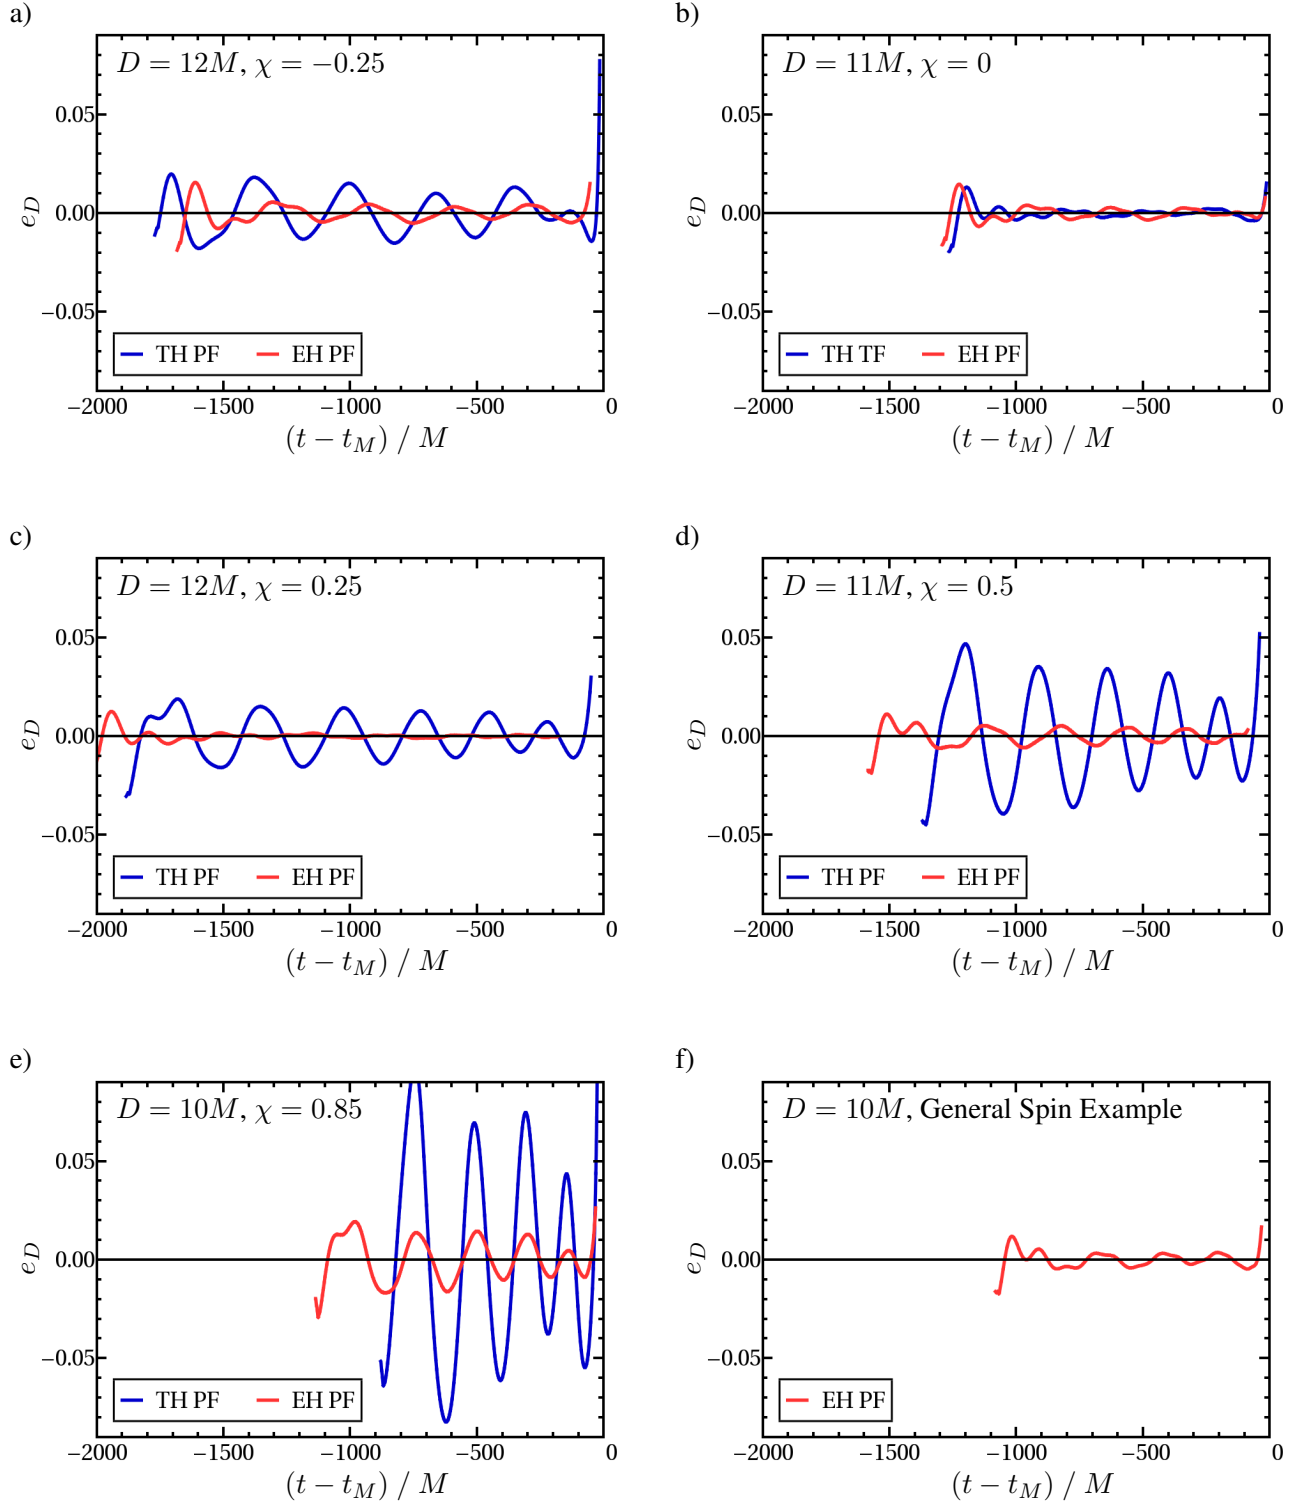 a)
D = 12M, χ = −0.25
e_D
0.05
0.00
−0.05
TH PF
EH PF
−2000
−1500
−1000
−500
0
(t − t_M) / M
b)
D = 11M, χ = 0
e_D
0.05
0.00
−0.05
TH TF
EH PF
−2000
−1500
−1000
−500
0
(t − t_M) / M
c)
D = 12M, χ = 0.25
e_D
0.05
0.00
−0.05
TH PF
EH PF
−2000
−1500
−1000
−500
0
(t − t_M) / M
d)
D = 11M, χ = 0.5
e_D
0.05
0.00
−0.05
TH PF
EH PF
−2000
−1500
−1000
−500
0
(t − t_M) / M
e)
D = 10M, χ = 0.85
e_D
0.05
0.00
−0.05
TH PF
EH PF
−2000
−1500
−1000
−500
0
(t − t_M) / M
f)
D = 10M, General Spin Example
e_D
0.05
0.00
−0.05
EH PF
−2000
−1500
−1000
−500
0
(t − t_M) / M